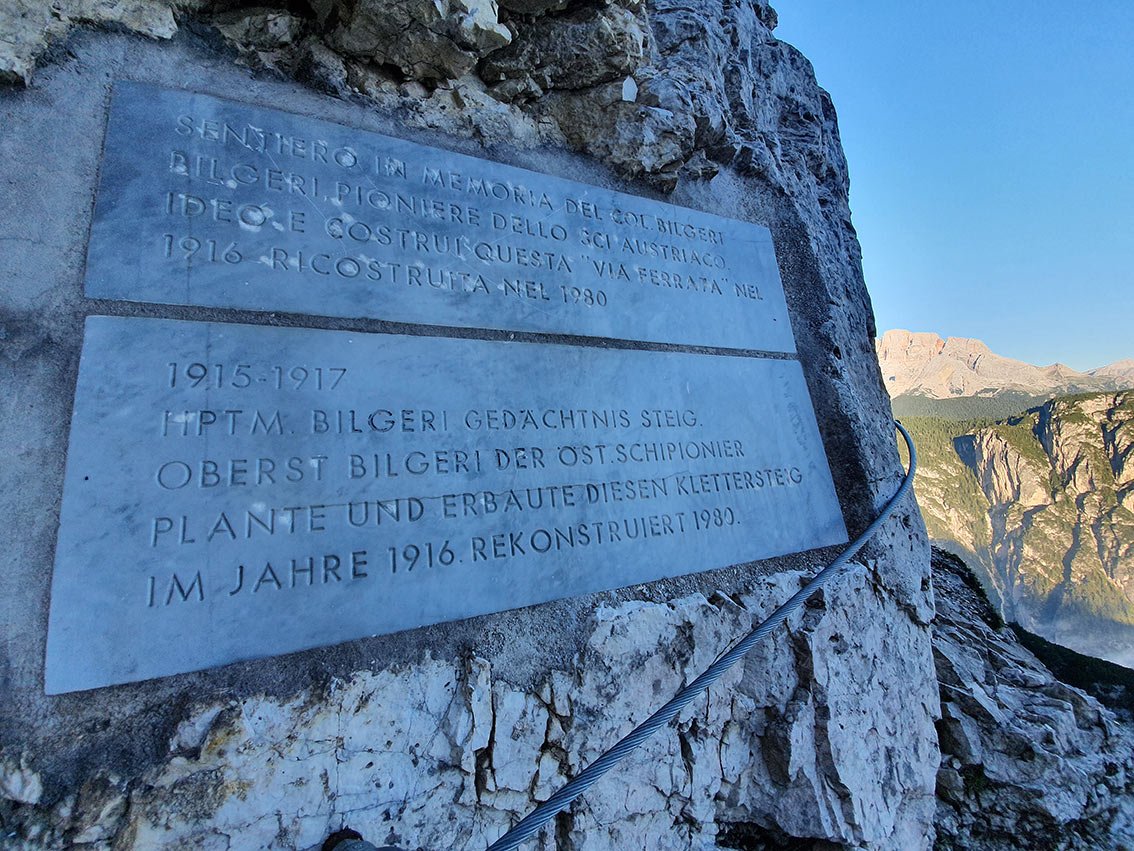 SENTIERO IN MEMORIA DEL COL. BILGERI
BILGERI, PIONIERE DELLO SCI AUSTRIACO.
IDEO' E COSTRUI' QUESTA "VIA FERRATA" NEL
1916. RICOSTRUITA NEL 1980
1915-1917
HPTM. BILGERI GEDÄCHTNIS STEIG.
OBERST BILGERI DER ÖST. SCHIPIONIER
PLANTE UND ERBAUTE DIESEN KLETTERSTEIG
IM JAHRE 1916. REKONSTRUIERT 1980.